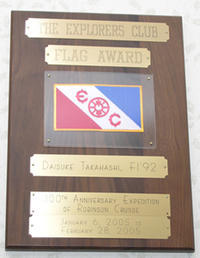 THE EXPLORERS CLUB
FLAG AWARD
E C
DAISUKE TAKAHASHI, FI'92
100TH ANNIVERSARY EXPEDITION
OF ROBINSON CRUSOE
JANUARY 6, 2005 TO
FEBRUARY 28, 2005